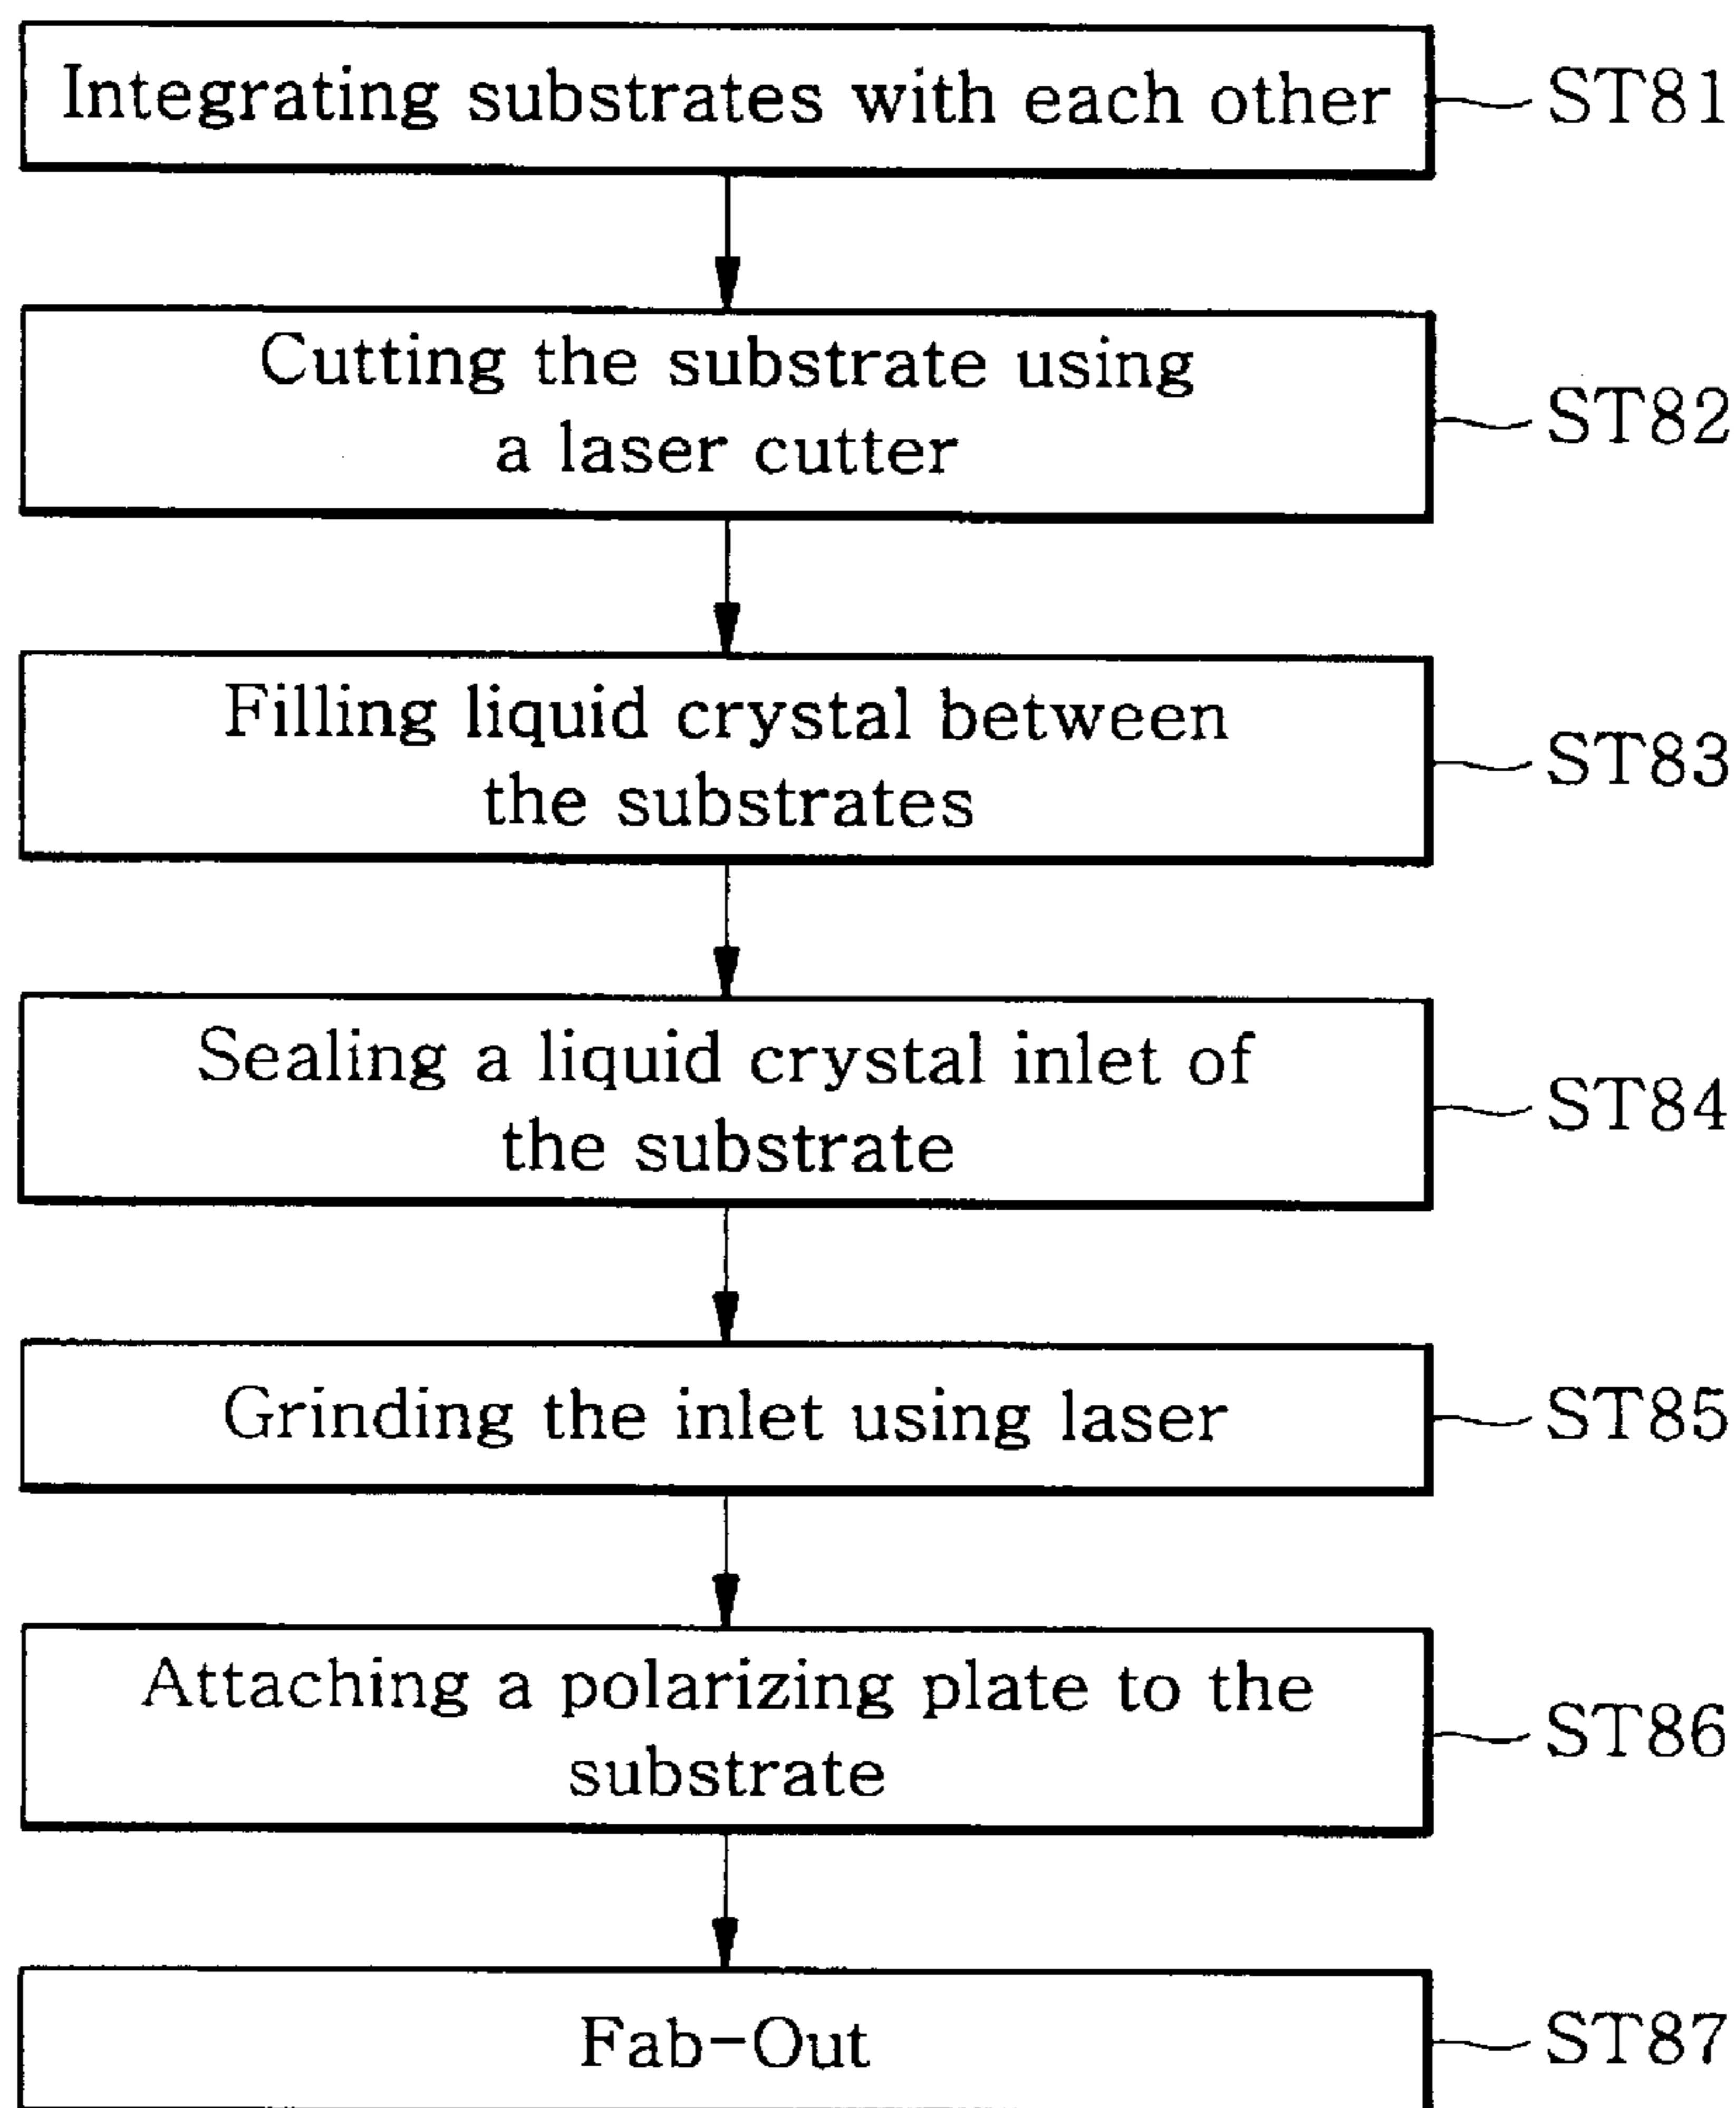 Integrating substrates with each other
ST81
Cutting the substrate using
a laser cutter
ST82
Filling liquid crystal between
the substrates
ST83
Sealing a liquid crystal inlet of
the substrate
ST84
Grinding the inlet using laser
ST85
Attaching a polarizing plate to the
substrate
ST86
Fab-Out
ST87